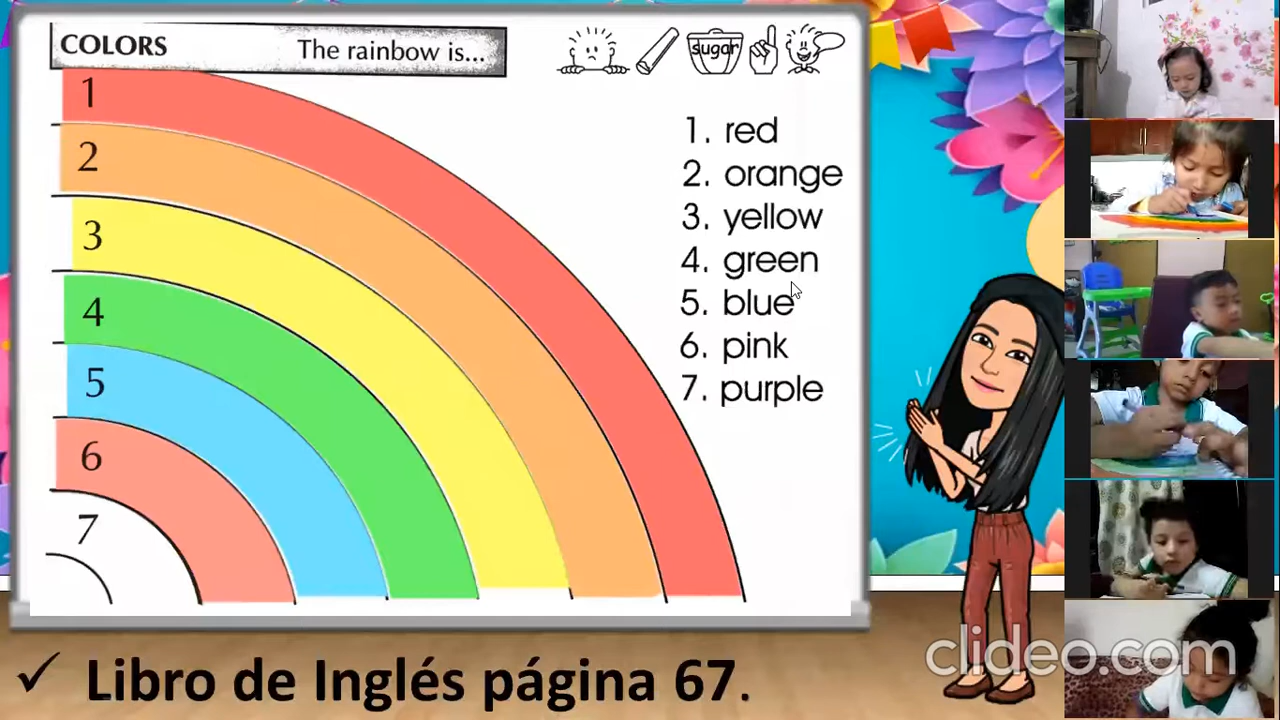 COLORS The rainbow is...
sugar
1
2
3
4
5
6
7
1. red
2. orange
3. yellow
4. green
5. blue
6. pink
7. purple
✓ Libro de Inglés página 67.
clideo.com